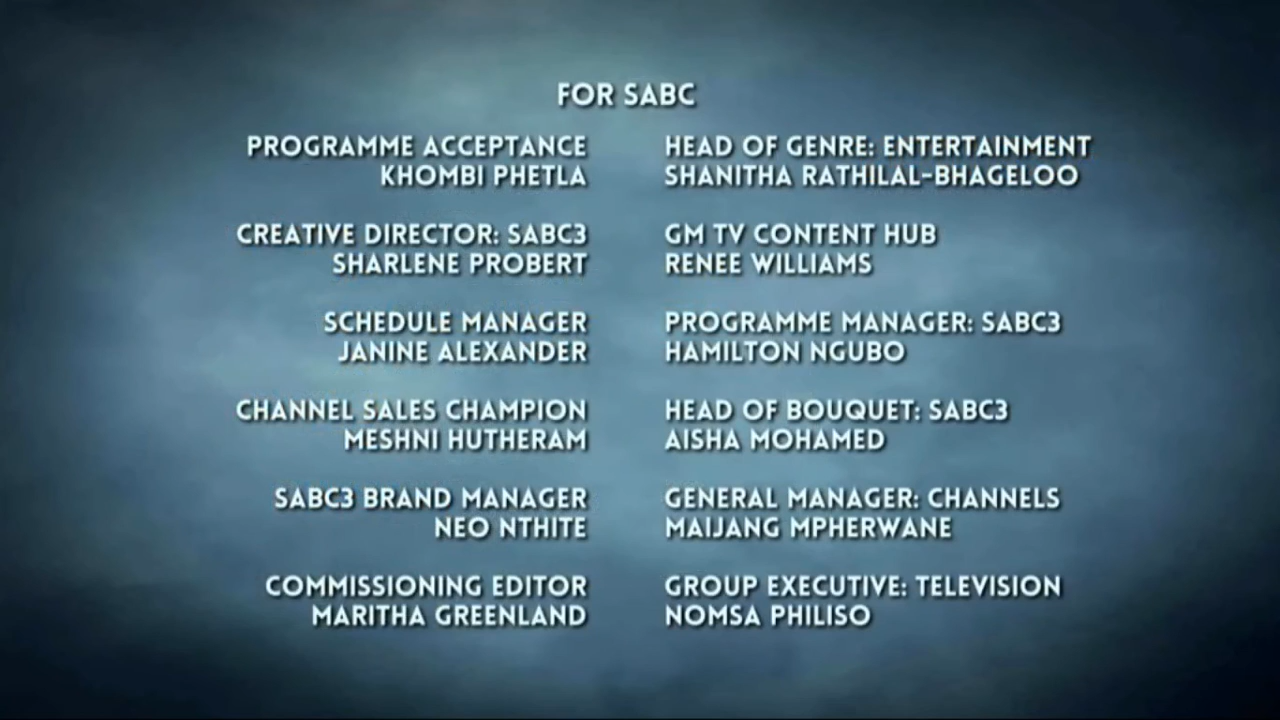 FOR SABC
PROGRAMME ACCEPTANCE
KHOMBI PHETLA
CREATIVE DIRECTOR: SABC3
SHARLENE PROBERT
SCHEDULE MANAGER
JANINE ALEXANDER
CHANNEL SALES CHAMPION
MESHNI HUTHERAM
SABC3 BRAND MANAGER
NEO NTHITE
COMMISSIONING EDITOR
MARITHA GREENLAND
HEAD OF GENRE: ENTERTAINMENT
SHANITHA RATHILAL-BHAGELOO
GM TV CONTENT HUB
RENEE WILLIAMS
PROGRAMME MANAGER: SABC3
HAMILTON NGUBO
HEAD OF BOUQUET: SABC3
AISHA MOHAMED
GENERAL MANAGER: CHANNELS
MAIJANG MPHERWANE
GROUP EXECUTIVE: TELEVISION
NOMSA PHILISO